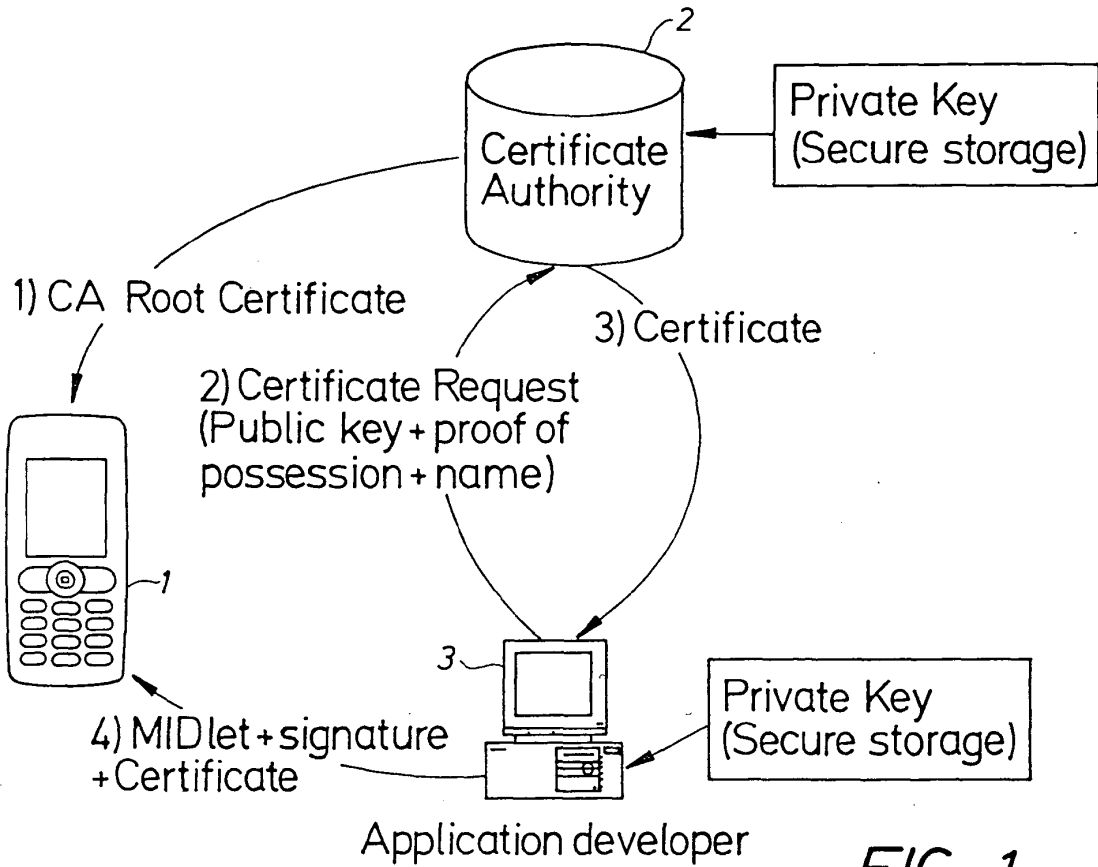 2
Private Key
(Secure storage)
Certificate
Authority
1) CA Root Certificate
3) Certificate
2) Certificate Request
(Public key + proof of
possession + name)
1
3
Private Key
(Secure storage)
4) MIDlet + signature
+ Certificate
Application developer
FIG. 1